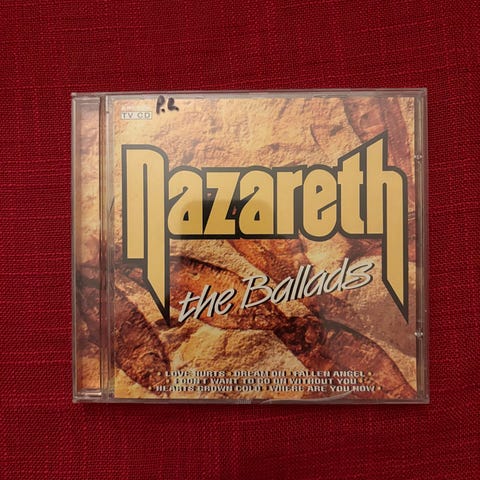 P.L
TV CD
Nazareth
the Ballads
• LOVE HURTS • DREAM ON • FALLEN ANGEL •
• I DON'T WANT TO GO ON WITHOUT YOU •
• HEARTS GROWN COLD • WHERE ARE YOU NOW •